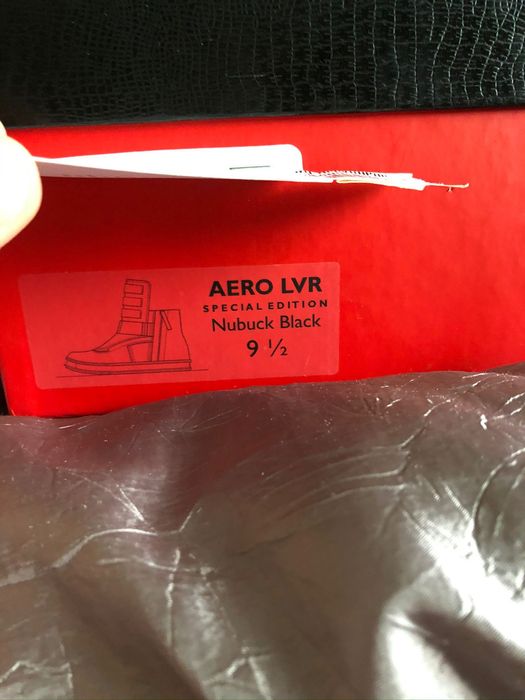 AERO LVR
SPECIAL EDITION
Nubuck Black
9 ½